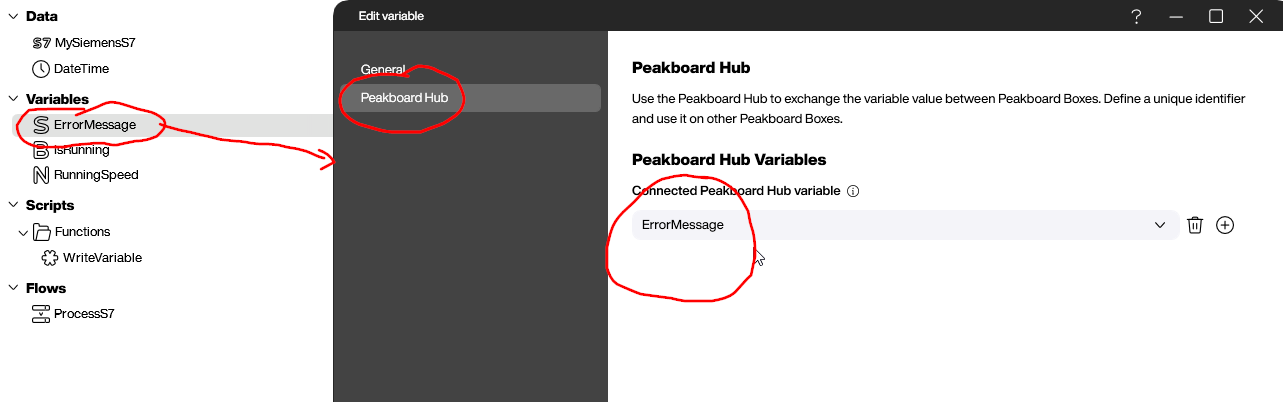 Data
S7 MySiemensS7
DateTime
Variables
S ErrorMessage
B IsRunning
N RunningSpeed
Scripts
Functions
WriteVariable
Flows
ProcessS7
Edit variable
?
General
Peakboard Hub
Peakboard Hub
Use the Peakboard Hub to exchange the variable value between Peakboard Boxes. Define a unique identifier
and use it on other Peakboard Boxes.
Peakboard Hub Variables
Connected Peakboard Hub variable
ErrorMessage